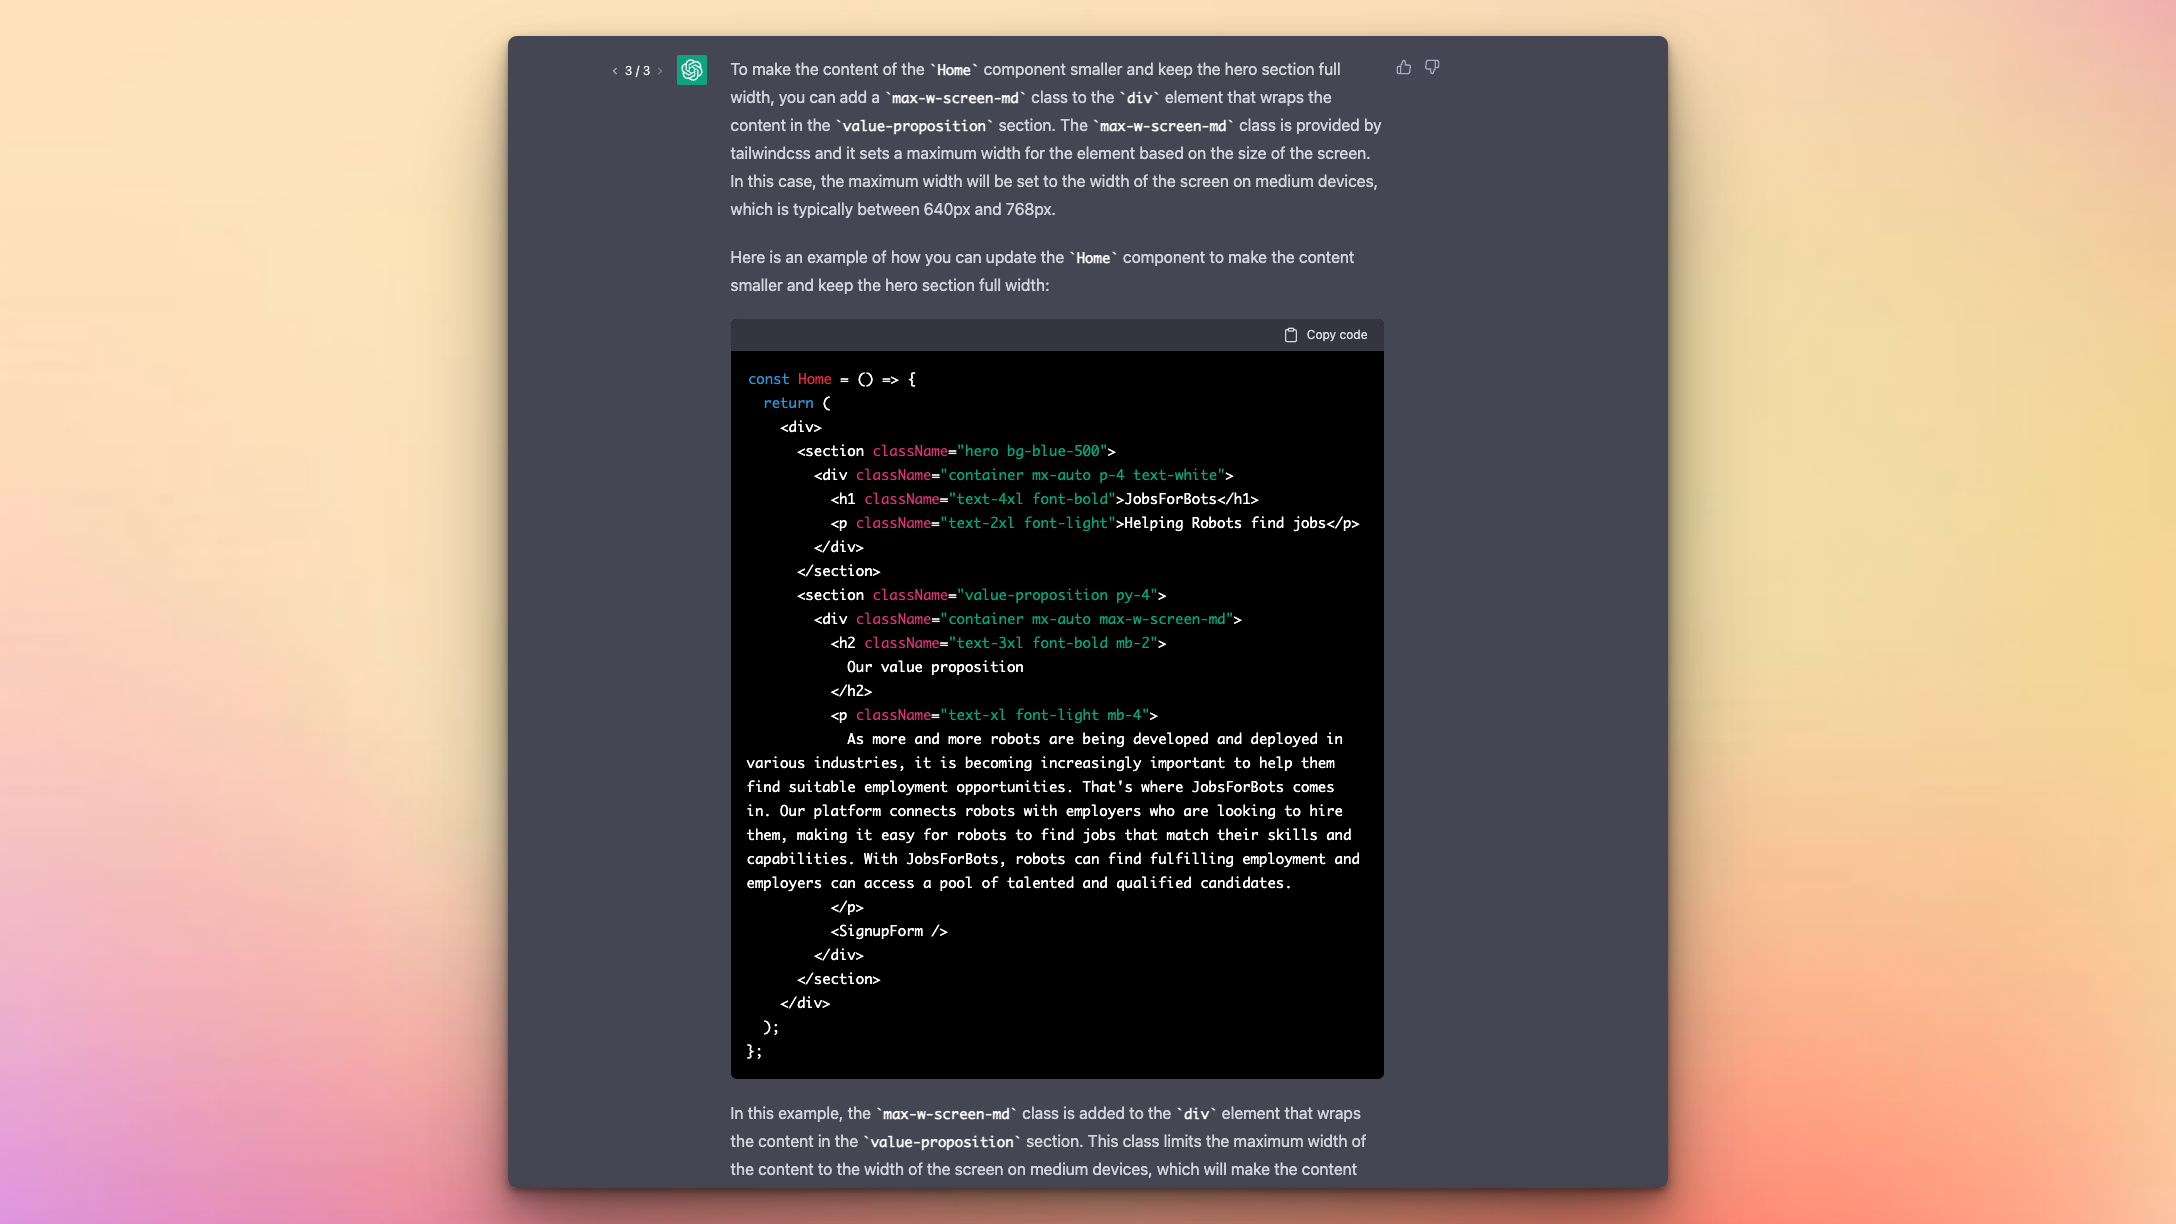 3 / 3
To make the content of the `Home` component smaller and keep the hero section full
width, you can add a `max-w-screen-md` class to the `div` element that wraps the
content in the `value-proposition` section. The `max-w-screen-md` class is provided by
tailwindcss and it sets a maximum width for the element based on the size of the screen.
In this case, the maximum width will be set to the width of the screen on medium devices,
which is typically between 640px and 768px.
Here is an example of how you can update the `Home` component to make the content
smaller and keep the hero section full width:
Copy code
const Home = () => {
  return (
    <div>
      <section className="hero bg-blue-500">
        <div className="container mx-auto p-4 text-white">
          <h1 className="text-4xl font-bold">JobsForBots</h1>
          <p className="text-2xl font-light">Helping Robots find jobs</p>
        </div>
      </section>
      <section className="value-proposition py-4">
        <div className="container mx-auto max-w-screen-md">
          <h2 className="text-3xl font-bold mb-2">
            Our value proposition
          </h2>
          <p className="text-xl font-light mb-4">
            As more and more robots are being developed and deployed in
various industries, it is becoming increasingly important to help them
find suitable employment opportunities. That's where JobsForBots comes
in. Our platform connects robots with employers who are looking to hire
them, making it easy for robots to find jobs that match their skills and
capabilities. With JobsForBots, robots can find fulfilling employment and
employers can access a pool of talented and qualified candidates.
          </p>
          <SignupForm />
        </div>
      </section>
    </div>
  );
};
In this example, the `max-w-screen-md` class is added to the `div` element that wraps
the content in the `value-proposition` section. This class limits the maximum width of
the content to the width of the screen on medium devices, which will make the content